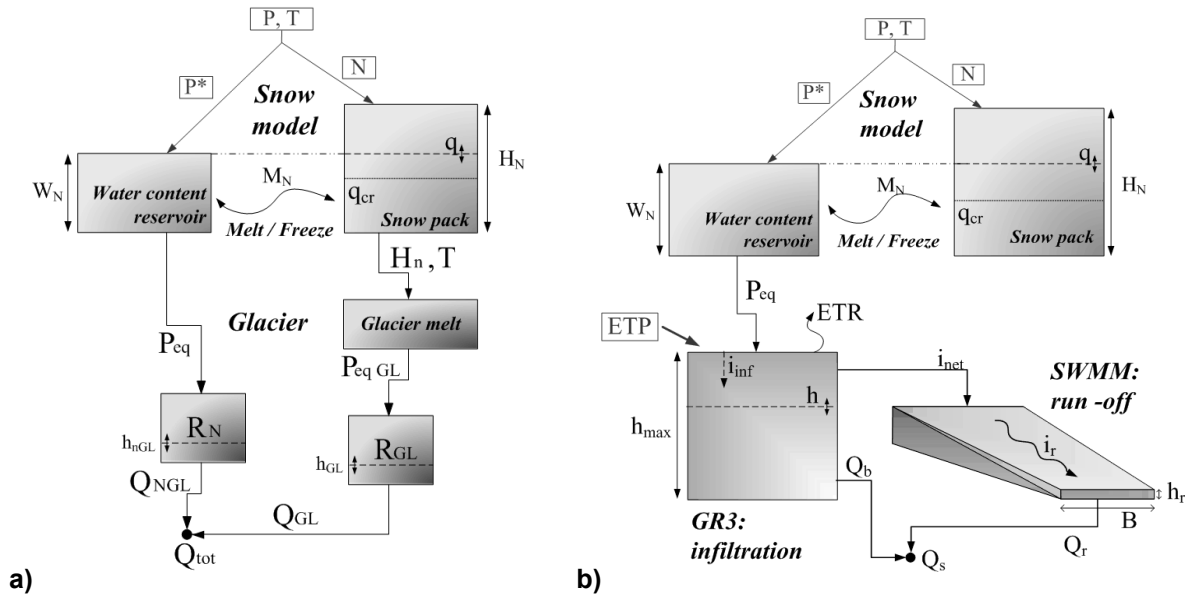 P, T
N
P*
Snow
model
q
H_N
W_N
Water content
reservoir
M_N
q_cr
Melt / Freeze
Snow pack
H_n , T
Glacier
Glacier melt
P_eq
P_eq GL
R_N
h_nGL
R_GL
h_GL
Q_NGL
Q_GL
Q_tot
a)
P, T
N
P*
Snow
model
q
H_N
W_N
Water content
reservoir
M_N
q_cr
Melt / Freeze
Snow pack
P_eq
ETR
ETP
i_inf
i_net
SWMM:
run -off
h
h_max
i_r
Q_b
h_r
B
GR3:
infiltration
Q_r
Q_s
b)